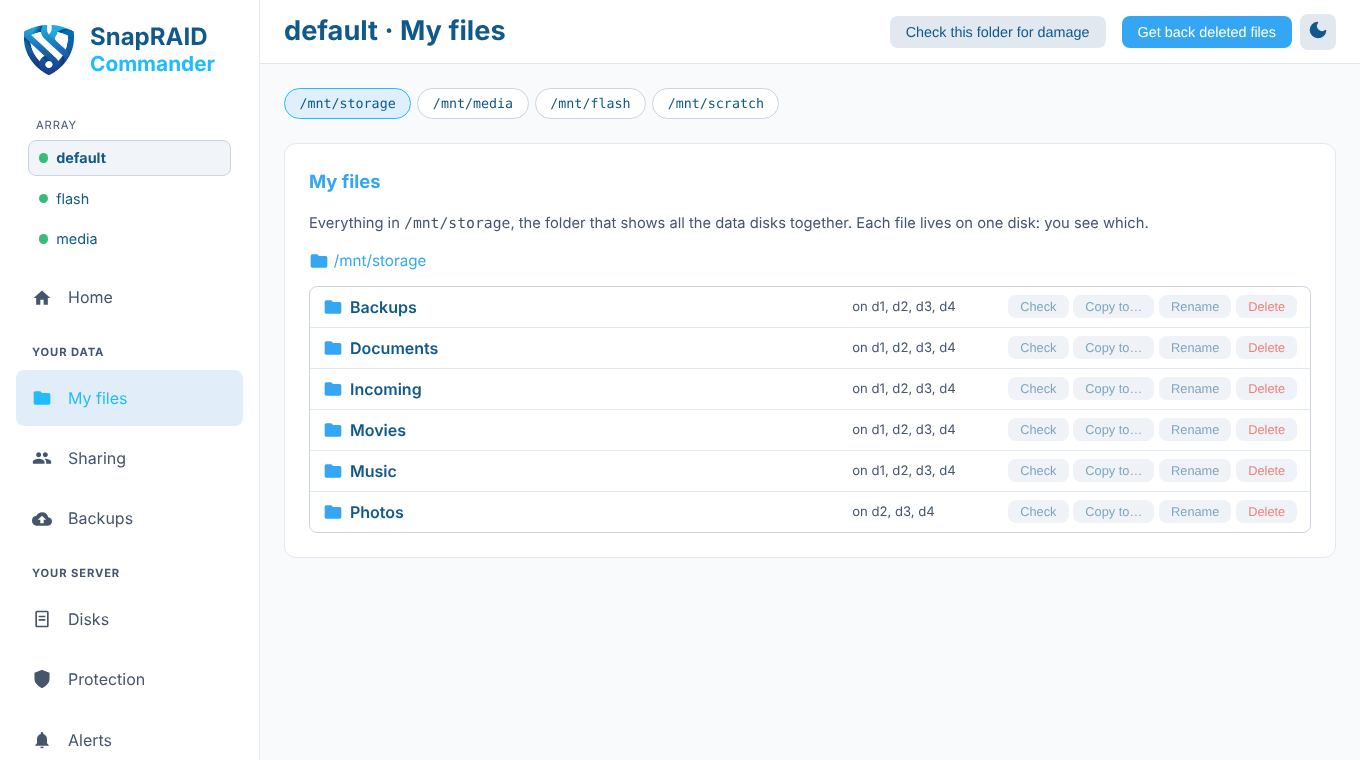 SnapRAID
Commander
ARRAY
default
flash
media
Home
YOUR DATA
My files
Sharing
Backups
YOUR SERVER
Disks
Protection
Alerts
default · My files
Check this folder for damage
Get back deleted files
/mnt/storage
/mnt/media
/mnt/flash
/mnt/scratch
My files
Everything in /mnt/storage, the folder that shows all the data disks together. Each file lives on one disk: you see which.
/mnt/storage
Backups on d1, d2, d3, d4 Check Copy to… Rename Delete
Documents on d1, d2, d3, d4 Check Copy to… Rename Delete
Incoming on d1, d2, d3, d4 Check Copy to… Rename Delete
Movies on d1, d2, d3, d4 Check Copy to… Rename Delete
Music on d1, d2, d3, d4 Check Copy to… Rename Delete
Photos on d2, d3, d4 Check Copy to… Rename Delete